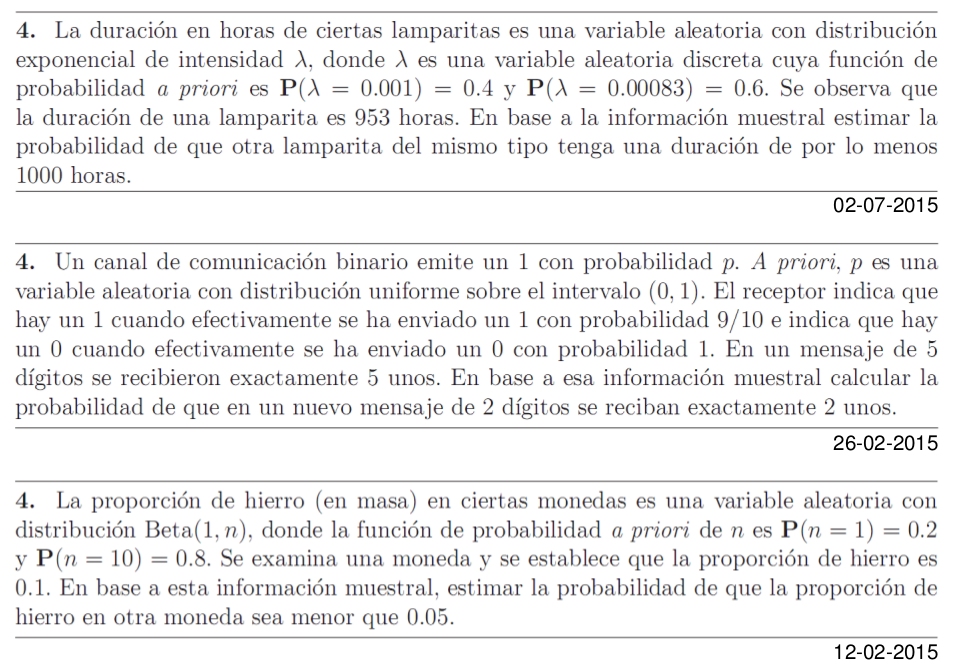 4. La duración en horas de ciertas lamparitas es una variable aleatoria con distribución
exponencial de intensidad λ, donde λ es una variable aleatoria discreta cuya función de
probabilidad a priori es P(λ = 0.001) = 0.4 y P(λ = 0.00083) = 0.6. Se observa que
la duración de una lamparita es 953 horas. En base a la información muestral estimar la
probabilidad de que otra lamparita del mismo tipo tenga una duración de por lo menos
1000 horas.
02-07-2015
4. Un canal de comunicación binario emite un 1 con probabilidad p. A priori, p es una
variable aleatoria con distribución uniforme sobre el intervalo (0, 1). El receptor indica que
hay un 1 cuando efectivamente se ha enviado un 1 con probabilidad 9/10 e indica que hay
un 0 cuando efectivamente se ha enviado un 0 con probabilidad 1. En un mensaje de 5
dígitos se recibieron exactamente 5 unos. En base a esa información muestral calcular la
probabilidad de que en un nuevo mensaje de 2 dígitos se reciban exactamente 2 unos.
26-02-2015
4. La proporción de hierro (en masa) en ciertas monedas es una variable aleatoria con
distribución Beta(1, n), donde la función de probabilidad a priori de n es P(n = 1) = 0.2
y P(n = 10) = 0.8. Se examina una moneda y se establece que la proporción de hierro es
0.1. En base a esta información muestral, estimar la probabilidad de que la proporción de
hierro en otra moneda sea menor que 0.05.
12-02-2015